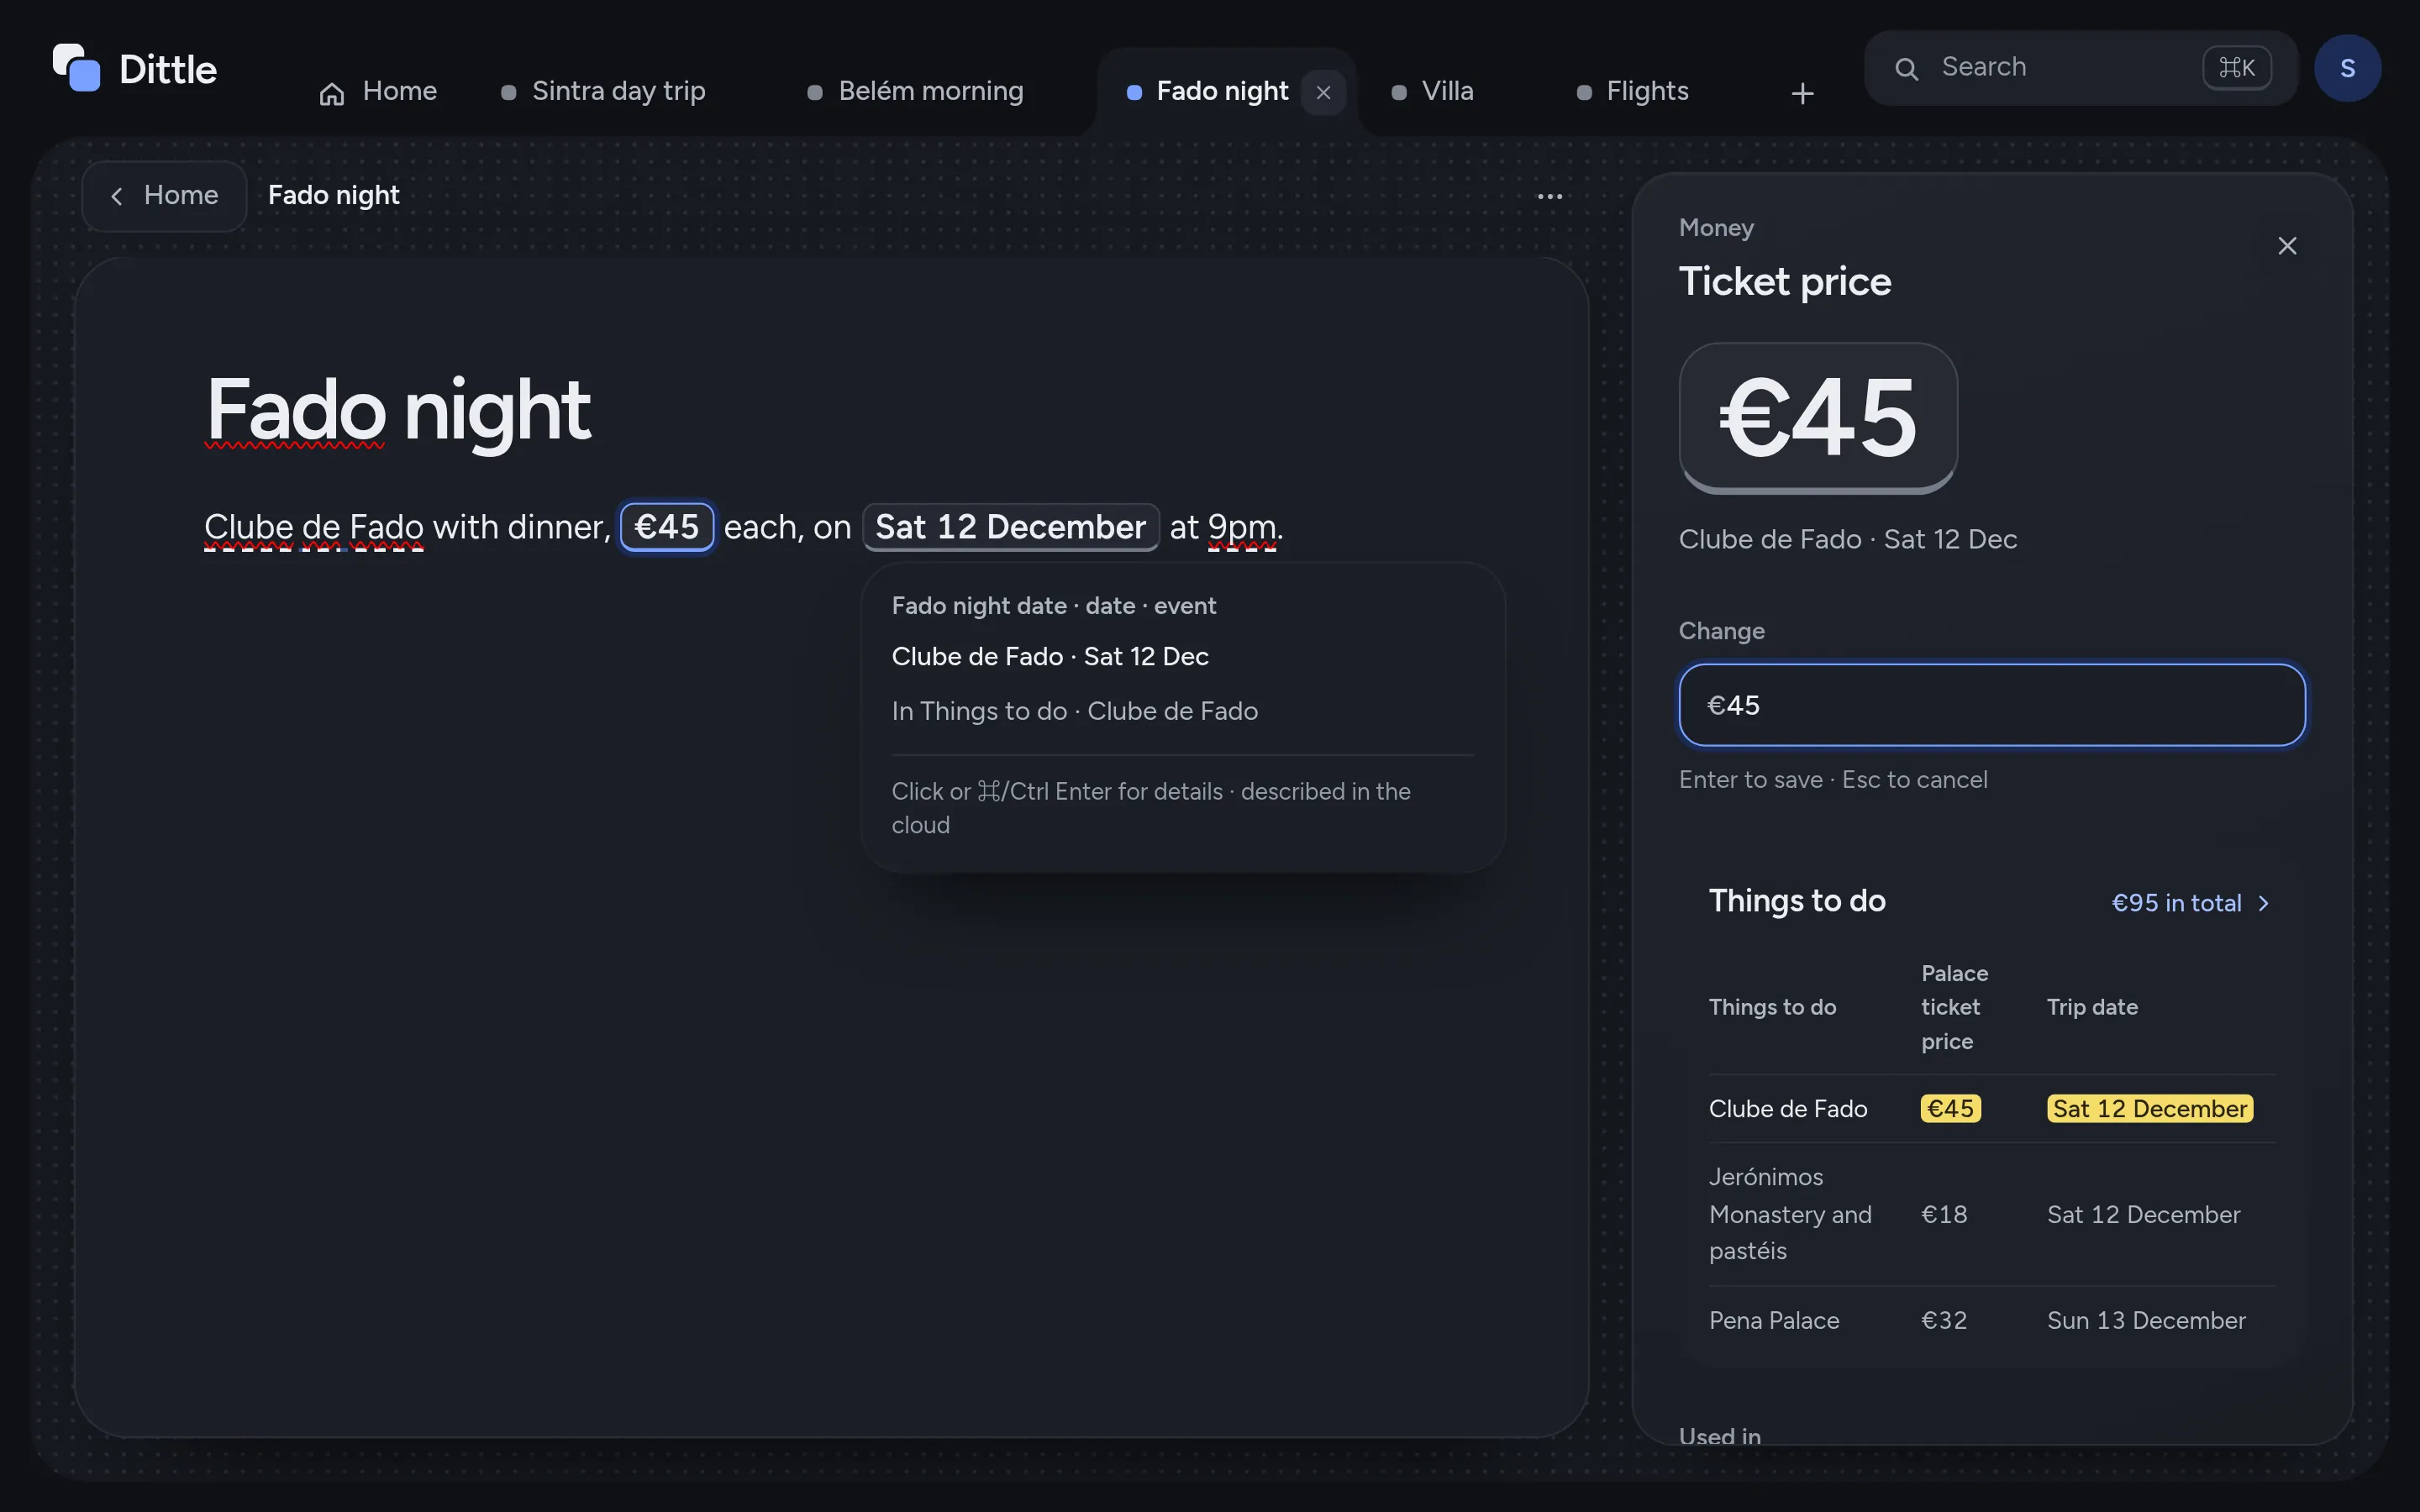 Dittle
Home
Sintra day trip
Belém morning
Fado night
Villa
Flights
Search
⌘K
S
Home
Fado night
Fado night
Clube de Fado with dinner, €45 each, on Sat 12 December at 9pm.
Fado night date · date · event
Clube de Fado · Sat 12 Dec
In Things to do · Clube de Fado
Click or ⌘/Ctrl Enter for details · described in the
cloud
Money
Ticket price
€45
Clube de Fado · Sat 12 Dec
Change
€45
Enter to save · Esc to cancel
Things to do
€95 in total
Things to do
Palace
ticket
price
Trip date
Clube de Fado
€45
Sat 12 December
Jerónimos
Monastery and
pastéis
€18
Sat 12 December
Pena Palace
€32
Sun 13 December
Used in